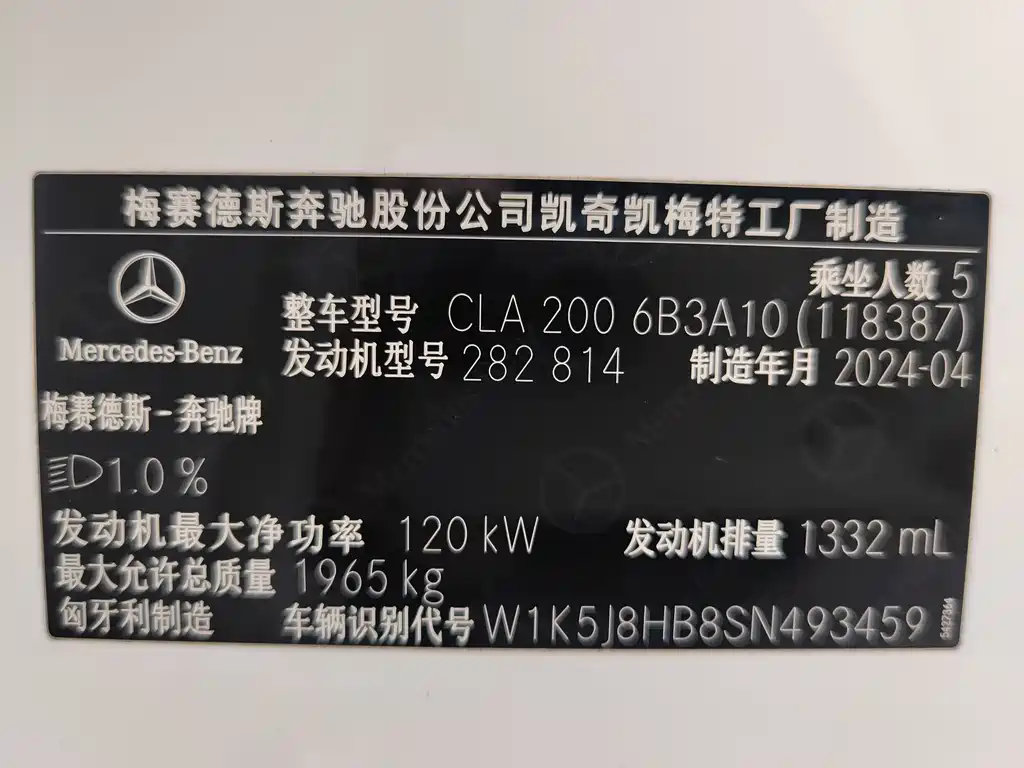 梅赛德斯奔驰股份公司凯奇凯梅特工厂制造
乘坐人数 5
整车型号 CLA 200 6B3A10 (118387)
Mercedes-Benz
发动机型号 282 814 制造年月 2024-04
梅赛德斯-奔驰牌
1.0 %
发动机最大净功率 120 kW 发动机排量 1332 mL
最大允许总质量 1965 kg
匈牙利制造 车辆识别代号 W1K5J8HB8SN493459
5427364